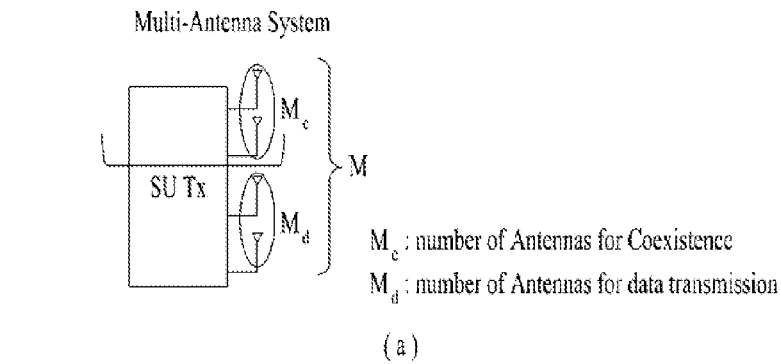 Multi-Antenna System
M_c
M
SU Tx
M_d
M_c : number of Antennas for Coexistence
M_d : number of Antennas for data transmission
(a)